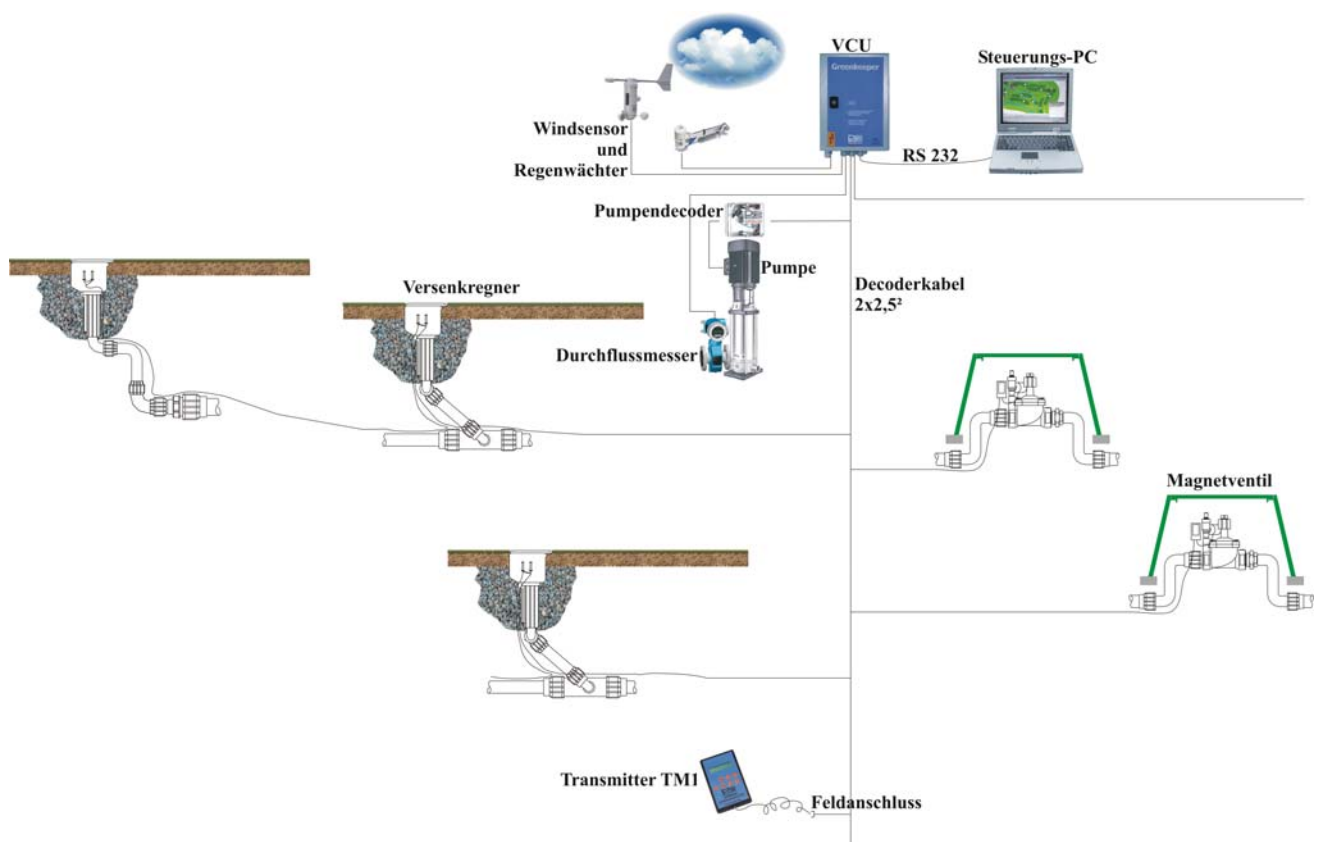 VCU
Steuerungs-PC
Greenkeeper
Windsensor
und
Regenwächter
RS 232
Pumpendecoder
Pumpe
Versenkregner
Decoderkabel
2x2,5²
Durchflussmesser
Magnetventil
Transmitter TM1
Feldanschluss